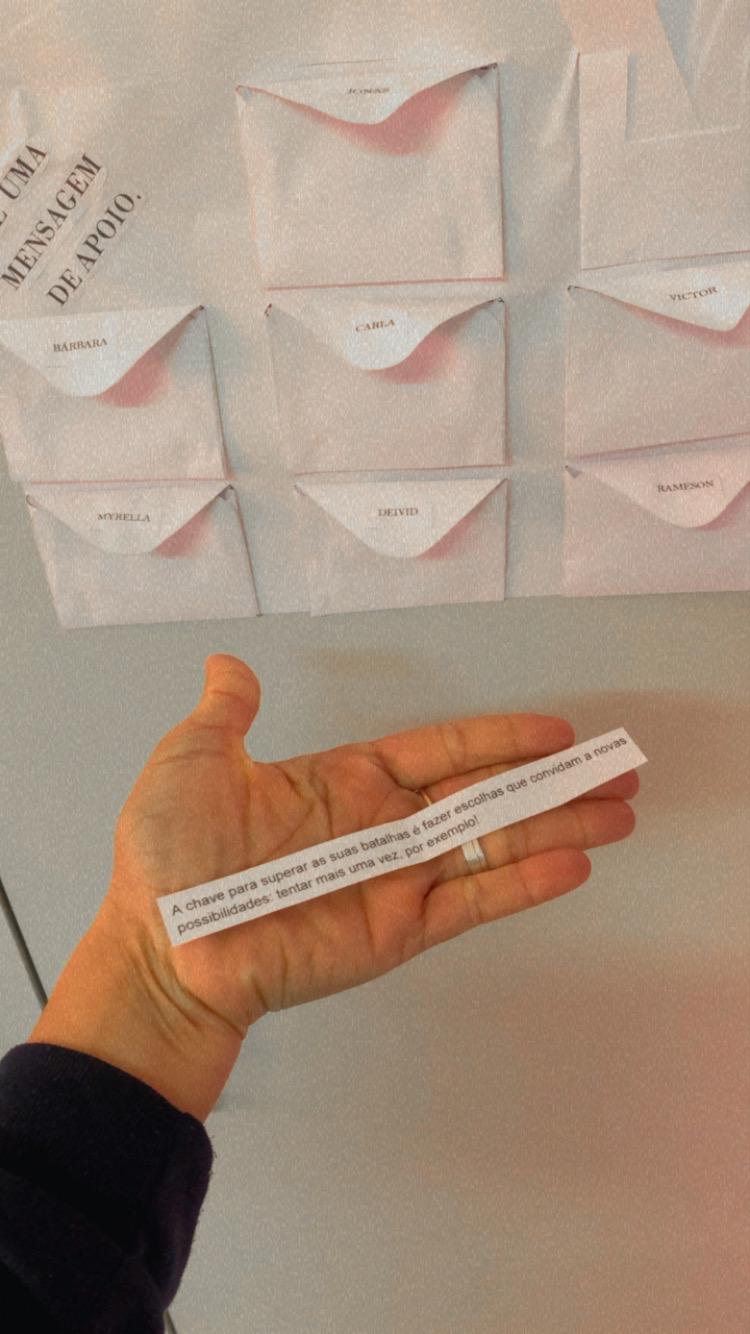 UMA
MENSAGEM
DE APOIO.
JONAS
BÁRBARA
CARLA
VICTOR
MYRELLA
DEIVID
RAMESON
A chave para superar as suas batalhas é fazer escolhas que convidam a novas
possibilidades: tentar mais uma vez, por exemplo!